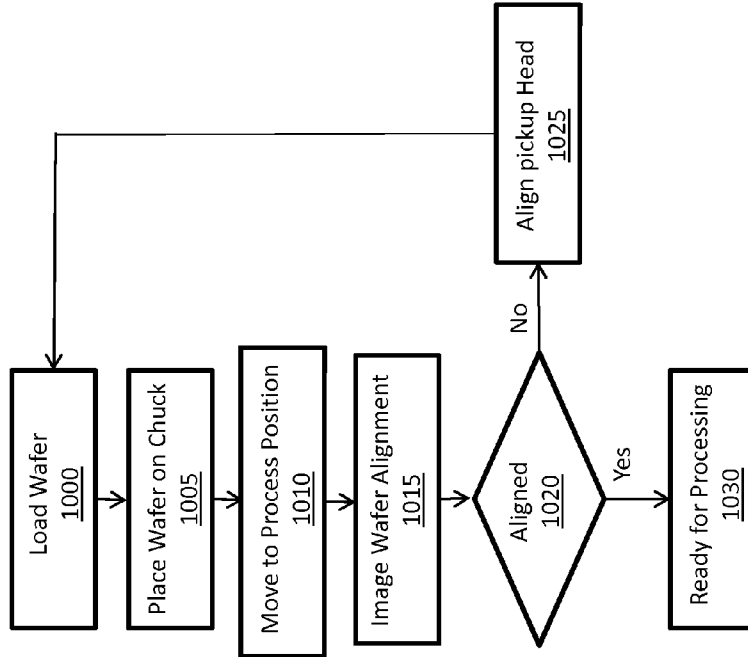 Load Wafer
1000
Place Wafer on Chuck
1005
Move to Process Position
1010
Image Wafer Alignment
1015
Aligned
1020
No
Align pickup Head
1025
Yes
Ready for Processing
1030